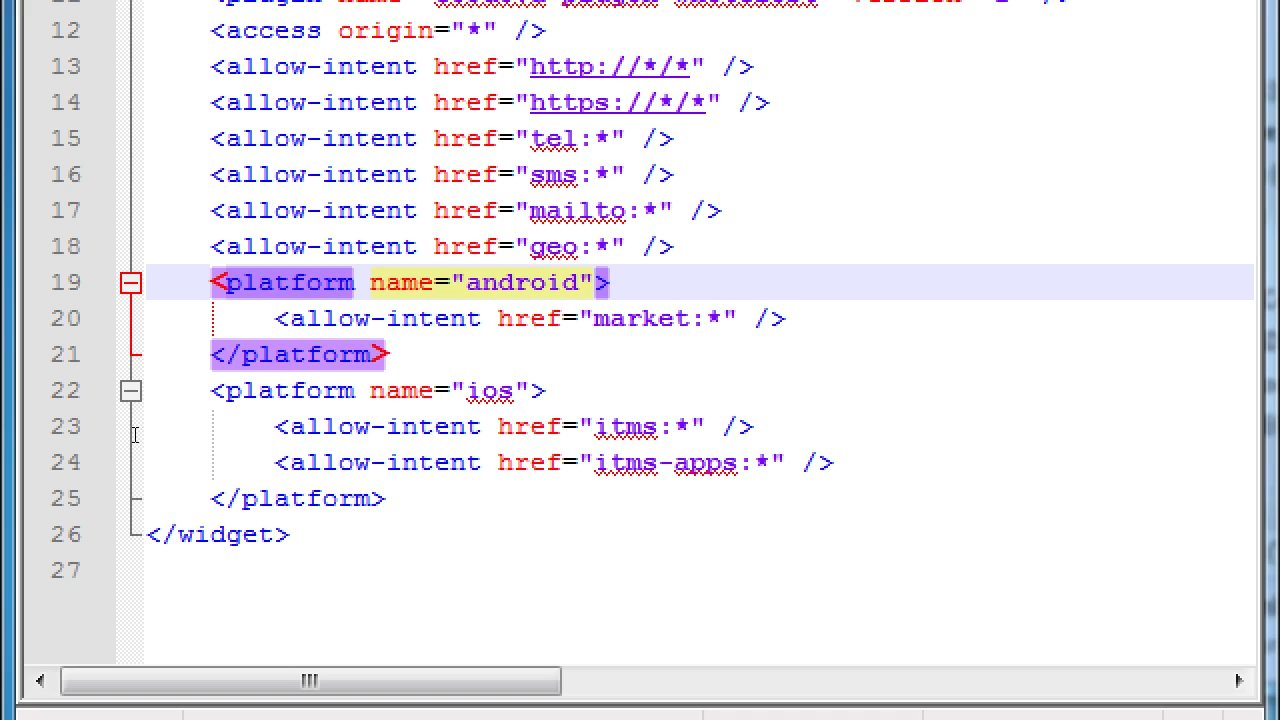 12 <access origin="*" />
13 <allow-intent href="http://*/*" />
14 <allow-intent href="https://*/*" />
15 <allow-intent href="tel:*" />
16 <allow-intent href="sms:*" />
17 <allow-intent href="mailto:*" />
18 <allow-intent href="geo:*" />
19 <platform name="android">
20 <allow-intent href="market:*" />
21 </platform>
22 <platform name="ios">
23 <allow-intent href="itms:*" />
24 <allow-intent href="itms-apps:*" />
25 </platform>
26 </widget>
27